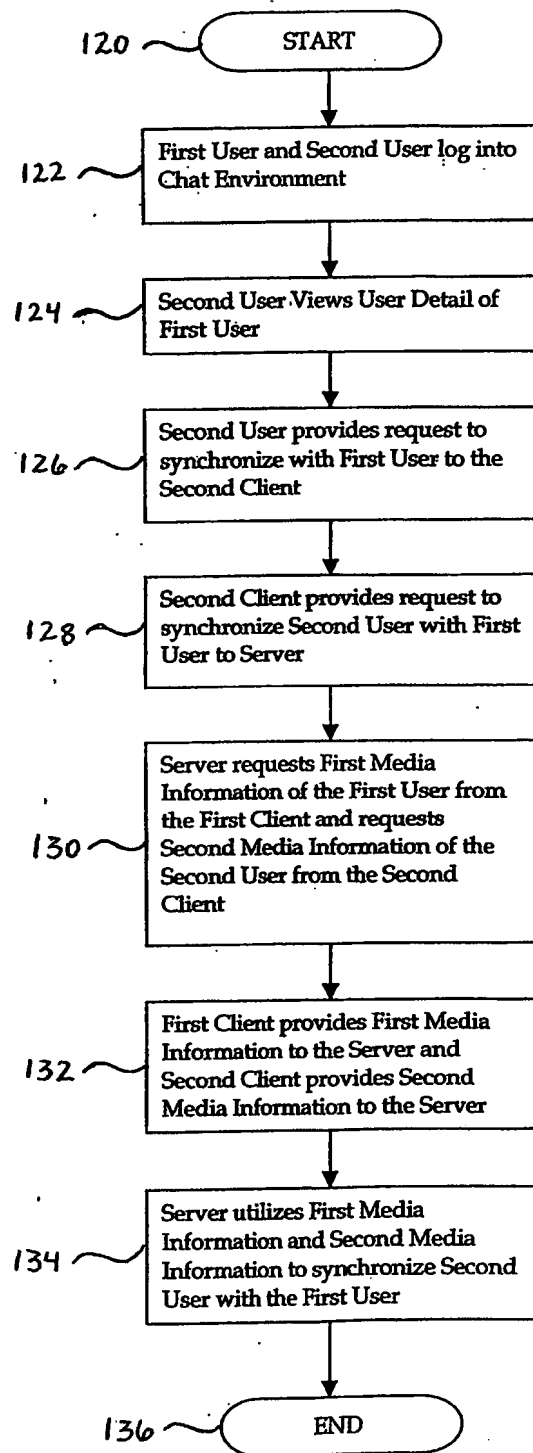 120 START
122 First User and Second User log into
Chat Environment
124 Second User Views User Detail of
First User
126 Second User provides request to
synchronize with First User to the
Second Client
128 Second Client provides request to
synchronize Second User with First
User to Server
130 Server requests First Media
Information of the First User from
the First Client and requests
Second Media Information of the
Second User from the Second
Client
132 First Client provides First Media
Information to the Server and
Second Client provides Second
Media Information to the Server
134 Server utilizes First Media
Information and Second Media
Information to synchronize Second
User with the First User
136 END